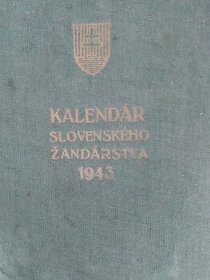 KALENDÁR
SLOVENSKÉHO
ŽANDÁRSTVA
1943